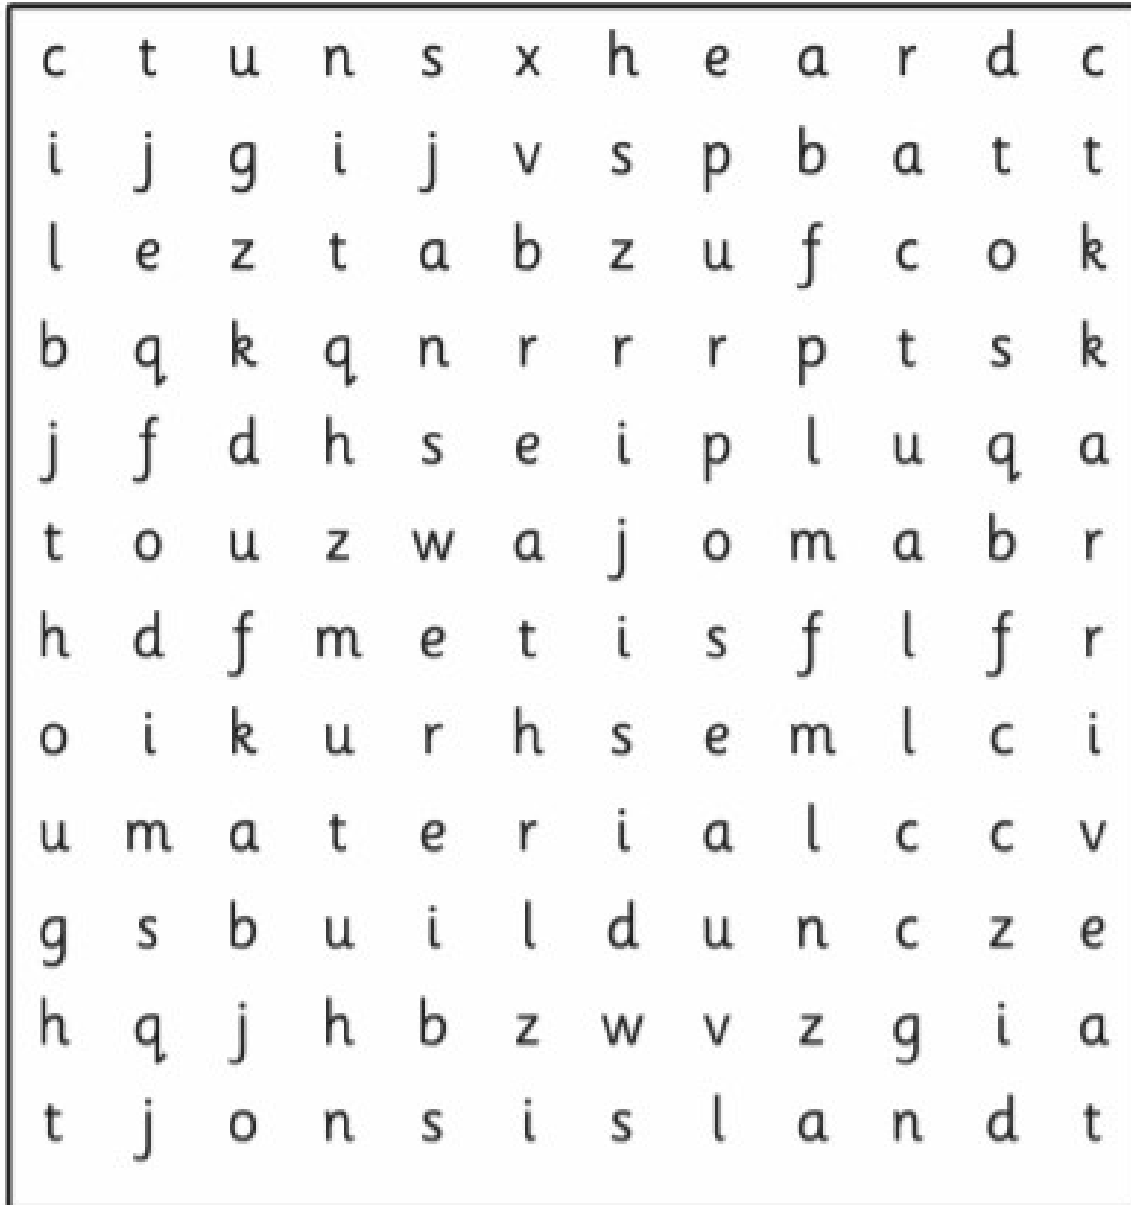 c t u n s x h e a r d c
i j g i j v s p b a t t
l e z t a b z u f c o k
b q k q n r r r p t s k
j f d h s e i p l u q a
t o u z w a j o m a b r
h d f m e t i s f l f r
o i k u r h s e m l c i
u m a t e r i a l c c v
g s b u i l d u n c z e
h q j h b z w v z g i a
t j o n s i s l a n d t